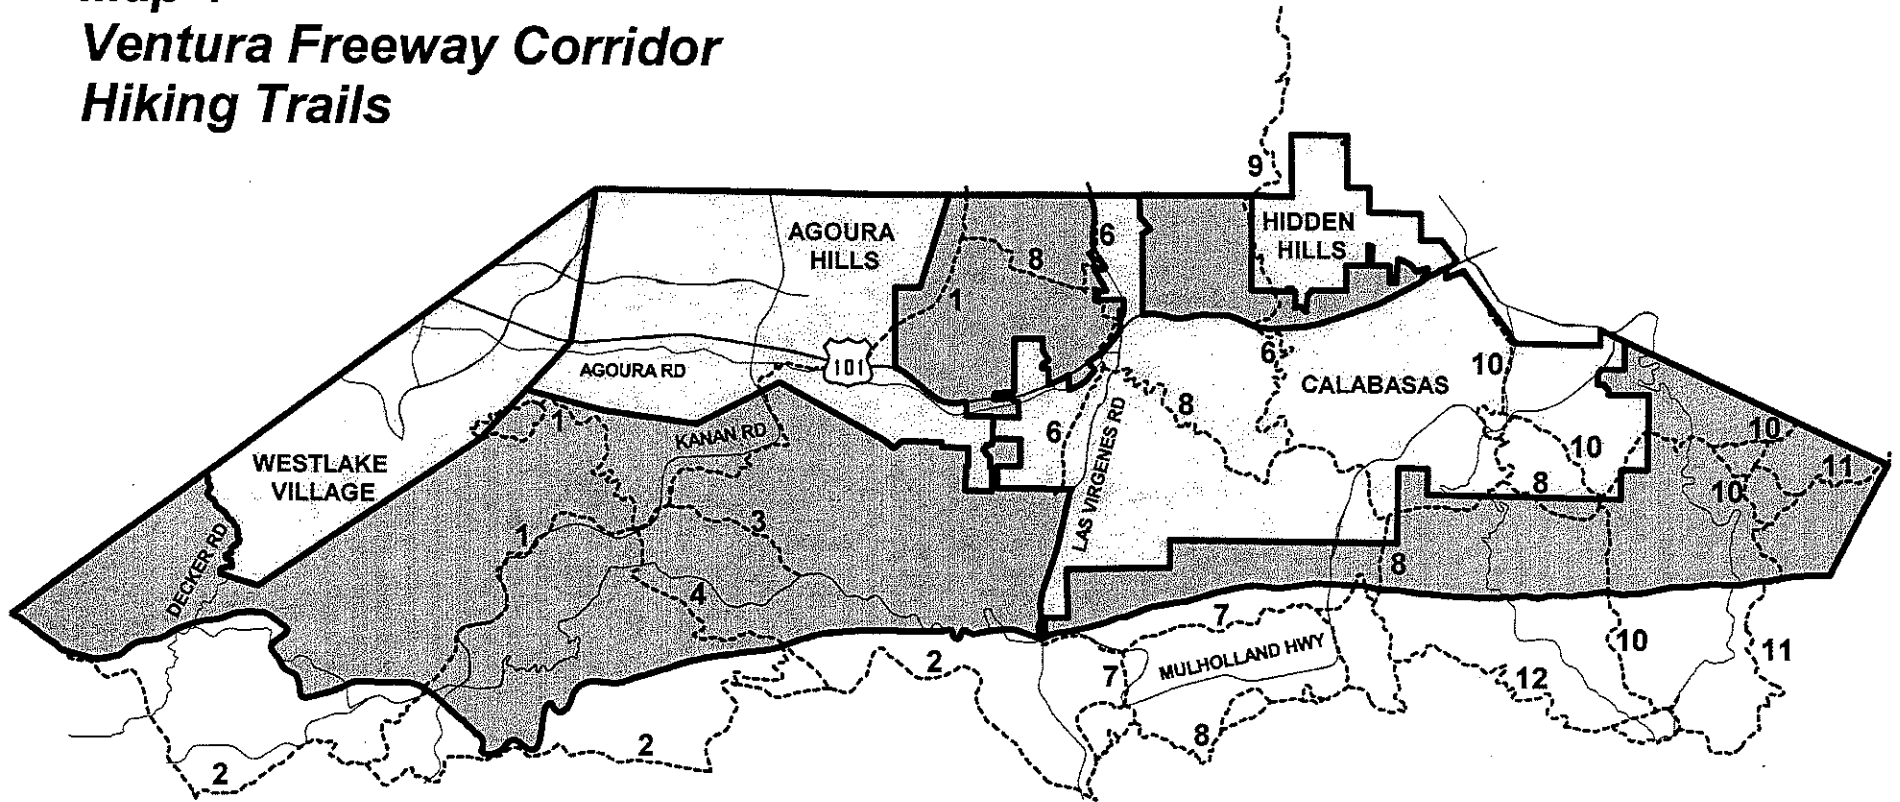 Ventura Freeway Corridor
Hiking Trails
9
AGOURA
HILLS
6
HIDDEN
HILLS
8
1
101
AGOURA RD
6
10
CALABASAS
8
1
KANAN RD
6
LAS VIRGENES RD
10
10
WESTLAKE
VILLAGE
11
8
10
3
1
DECKER RD
8
4
7
MULHOLLAND HWY
10
11
2
7
12
8
2
2